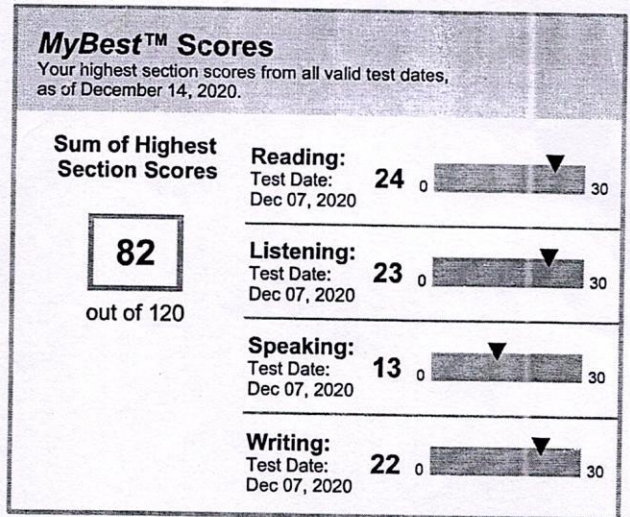 MyBest™ Scores
Your highest section scores from all valid test dates,
as of December 14, 2020.
Sum of Highest
Section Scores
82
out of 120
Reading:
Test Date:
Dec 07, 2020
24
0
30
Listening:
Test Date:
Dec 07, 2020
23
0
30
Speaking:
Test Date:
Dec 07, 2020
13
0
30
Writing:
Test Date:
Dec 07, 2020
22
0
30